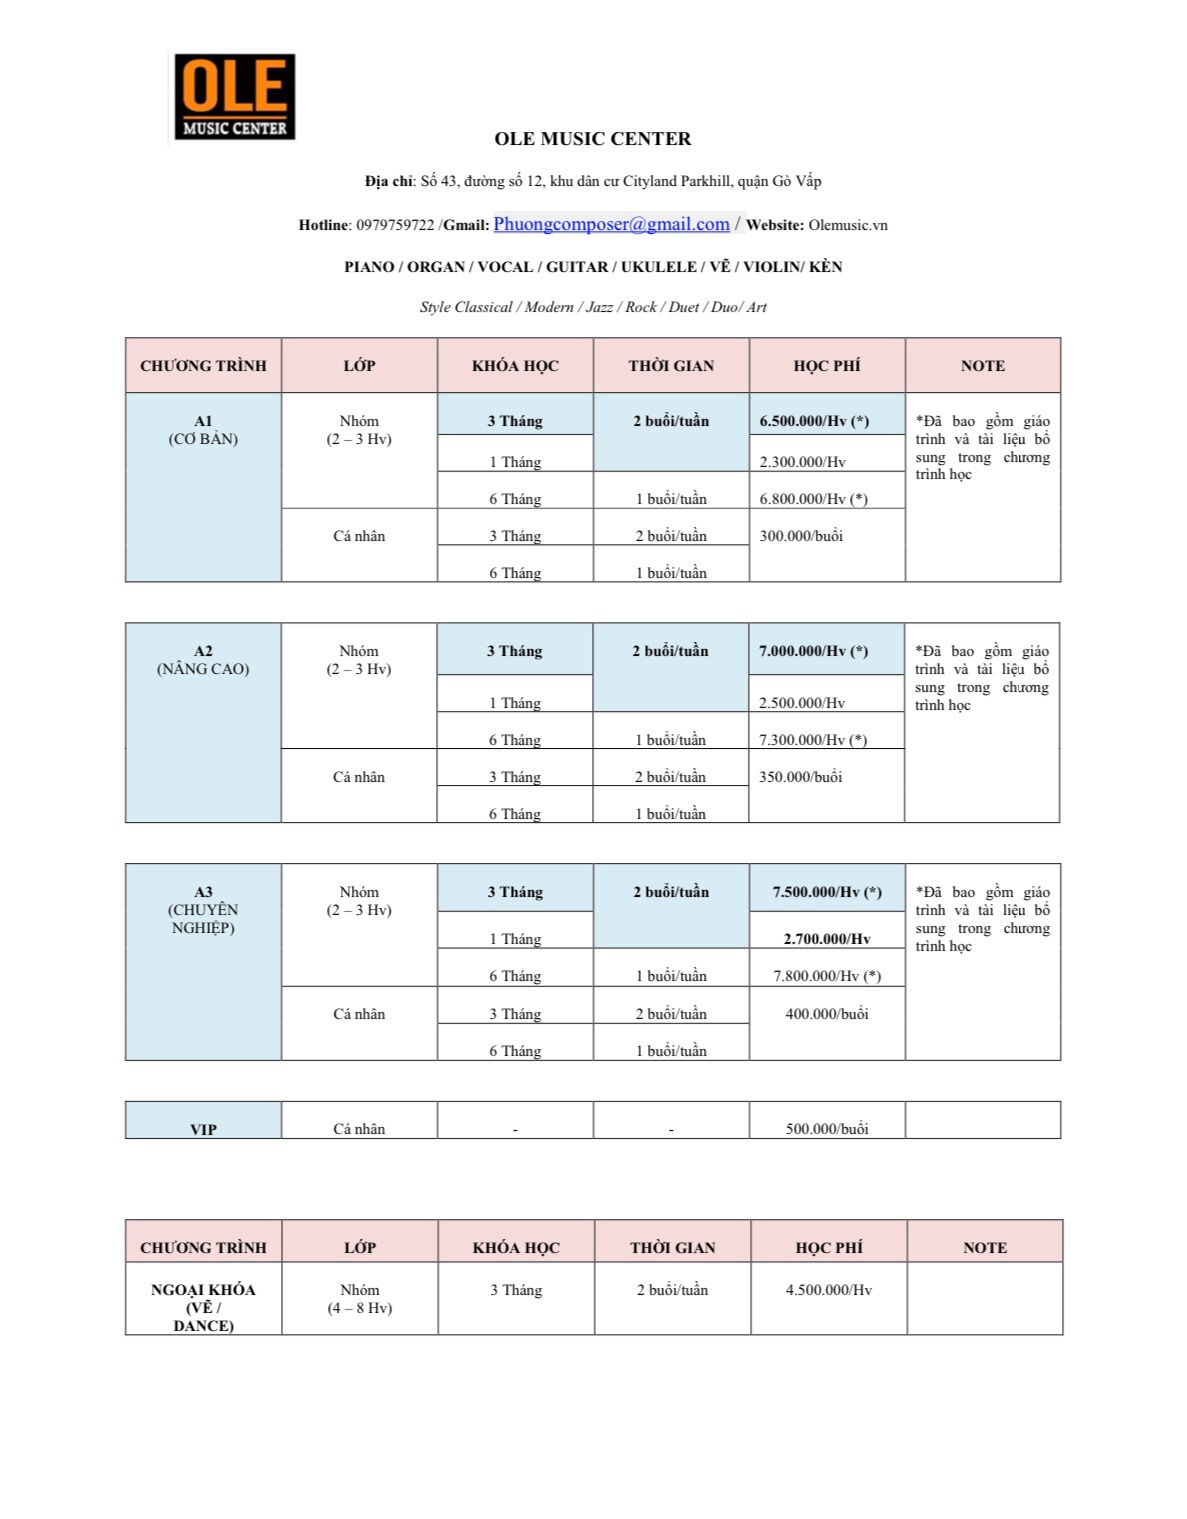 OLE
MUSIC CENTER
OLE MUSIC CENTER
Địa chỉ: Số 43, đường số 12, khu dân cư Cityland Parkhill, quận Gò Vấp
Hotline: 0979759722 /Gmail: Phuongcomposer@gmail.com / Website: Olemusic.vn
PIANO / ORGAN / VOCAL / GUITAR / UKULELE / VẼ / VIOLIN/ KÈN
Style Classical / Modern / Jazz / Rock / Duet / Duo/ Art
CHƯƠNG TRÌNH LỚP KHÓA HỌC THỜI GIAN HỌC PHÍ NOTE
A1 Nhóm 3 Tháng 2 buổi/tuần 6.500.000/Hv (*) *Đã bao gồm giáo
(CƠ BẢN) (2 – 3 Hv) trình và tài liệu bổ
1 Tháng 2.300.000/Hv sung trong chương
trình học
6 Tháng 1 buổi/tuần 6.800.000/Hv (*)
Cá nhân 3 Tháng 2 buổi/tuần 300.000/buổi
6 Tháng 1 buổi/tuần
A2 Nhóm 3 Tháng 2 buổi/tuần 7.000.000/Hv (*) *Đã bao gồm giáo
(NÂNG CAO) (2 – 3 Hv) trình và tài liệu bổ
sung trong chương
1 Tháng 2.500.000/Hv trình học
6 Tháng 1 buổi/tuần 7.300.000/Hv (*)
Cá nhân 3 Tháng 2 buổi/tuần 350.000/buổi
6 Tháng 1 buổi/tuần
A3 Nhóm 3 Tháng 2 buổi/tuần 7.500.000/Hv (*) *Đã bao gồm giáo
(CHUYÊN (2 – 3 Hv) trình và tài liệu bổ
NGHIỆP) sung trong chương
1 Tháng 2.700.000/Hv trình học
6 Tháng 1 buổi/tuần 7.800.000/Hv (*)
Cá nhân 3 Tháng 2 buổi/tuần 400.000/buổi
6 Tháng 1 buổi/tuần
VIP Cá nhân - - 500.000/buổi
CHƯƠNG TRÌNH LỚP KHÓA HỌC THỜI GIAN HỌC PHÍ NOTE
NGOẠI KHÓA Nhóm 3 Tháng 2 buổi/tuần 4.500.000/Hv
(VẼ / (4 – 8 Hv)
DANCE)